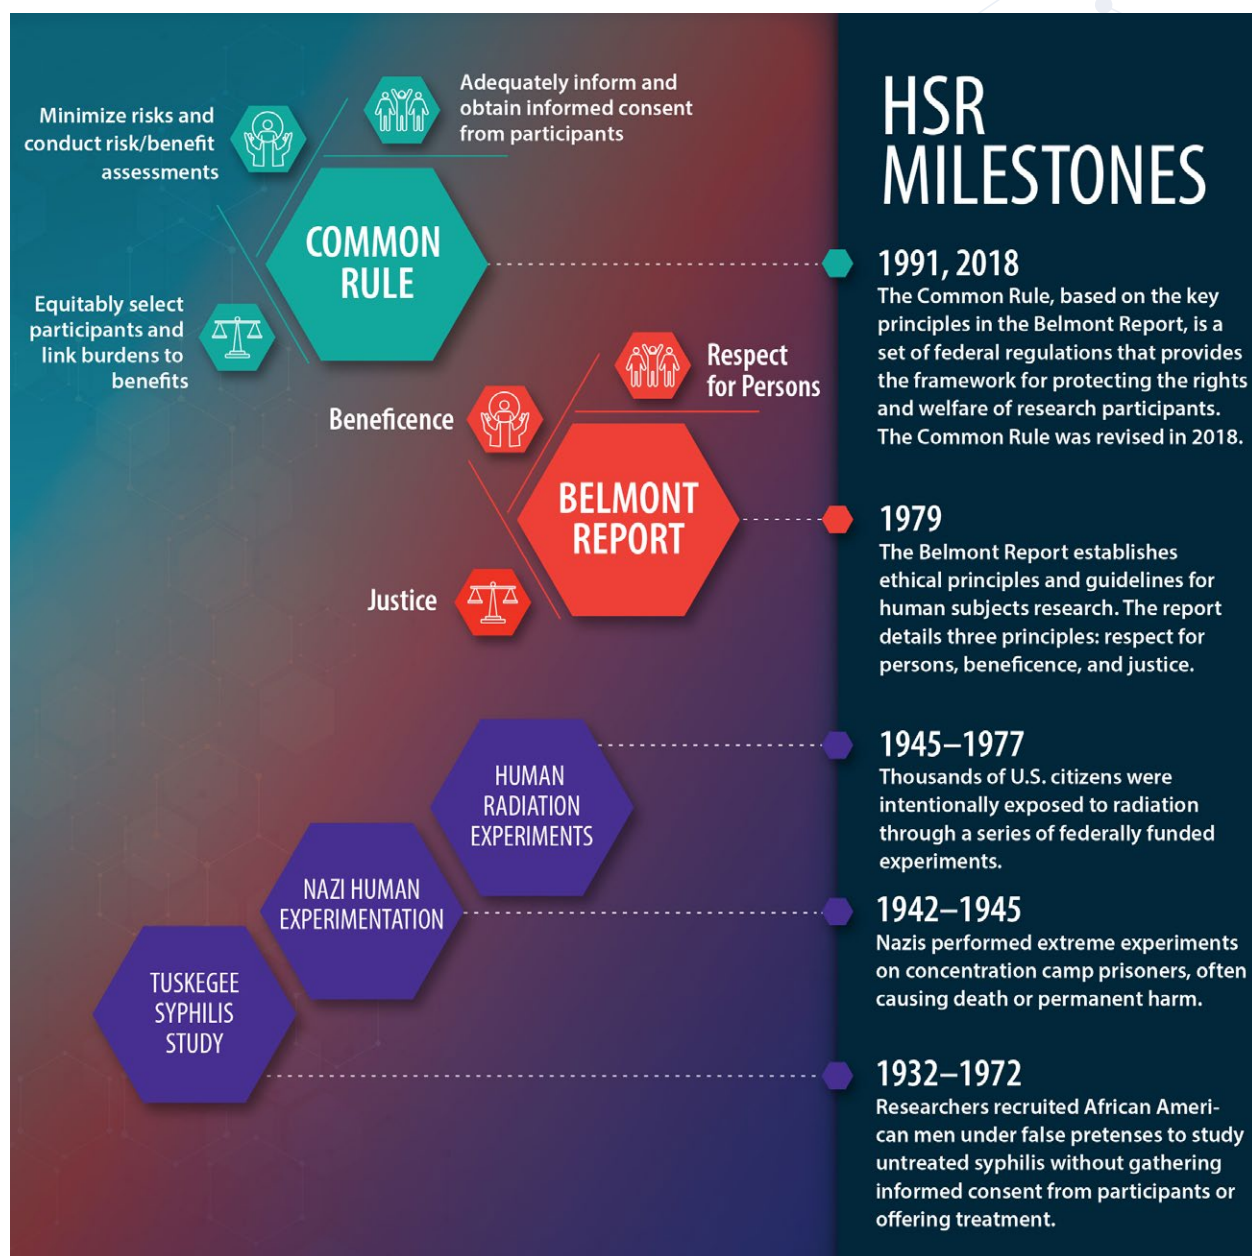 HSR
MILESTONES
Adequately inform and
obtain informed consent
from participants
Minimize risks and
conduct risk/benefit
assessments
COMMON
RULE
Equitably select
participants and
link burdens to
benefits
1991, 2018
The Common Rule, based on the key
principles in the Belmont Report, is a
set of federal regulations that provides
the framework for protecting the rights
and welfare of research participants.
The Common Rule was revised in 2018.
Respect
for Persons
Beneficence
BELMONT
REPORT
Justice
1979
The Belmont Report establishes
ethical principles and guidelines for
human subjects research. The report
details three principles: respect for
persons, beneficence, and justice.
HUMAN
RADIATION
EXPERIMENTS
1945–1977
Thousands of U.S. citizens were
intentionally exposed to radiation
through a series of federally funded
experiments.
NAZI HUMAN
EXPERIMENTATION
1942–1945
Nazis performed extreme experiments
on concentration camp prisoners, often
causing death or permanent harm.
TUSKEGEE
SYPHILIS
STUDY
1932–1972
Researchers recruited African Ameri-
can men under false pretenses to study
untreated syphilis without gathering
informed consent from participants or
offering treatment.